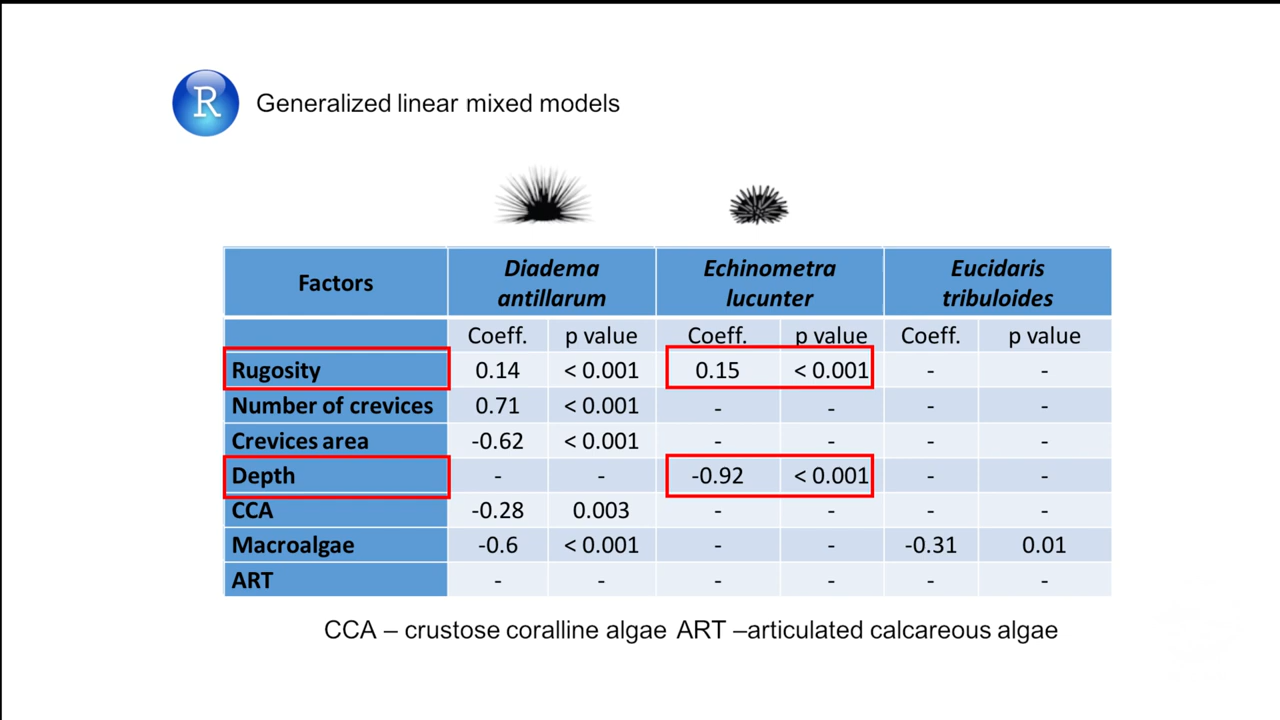 R
Generalized linear mixed models
Factors Diadema antillarum Echinometra lucunter Eucidaris tribuloides
Coeff. p value Coeff. p value Coeff. p value
Rugosity 0.14 < 0.001 0.15 < 0.001 - -
Number of crevices 0.71 < 0.001 - - - -
Crevices area -0.62 < 0.001 - - - -
Depth - - -0.92 < 0.001 - -
CCA -0.28 0.003 - - - -
Macroalgae -0.6 < 0.001 - - -0.31 0.01
ART - - - - - -
CCA – crustose coralline algae ART –articulated calcareous algae